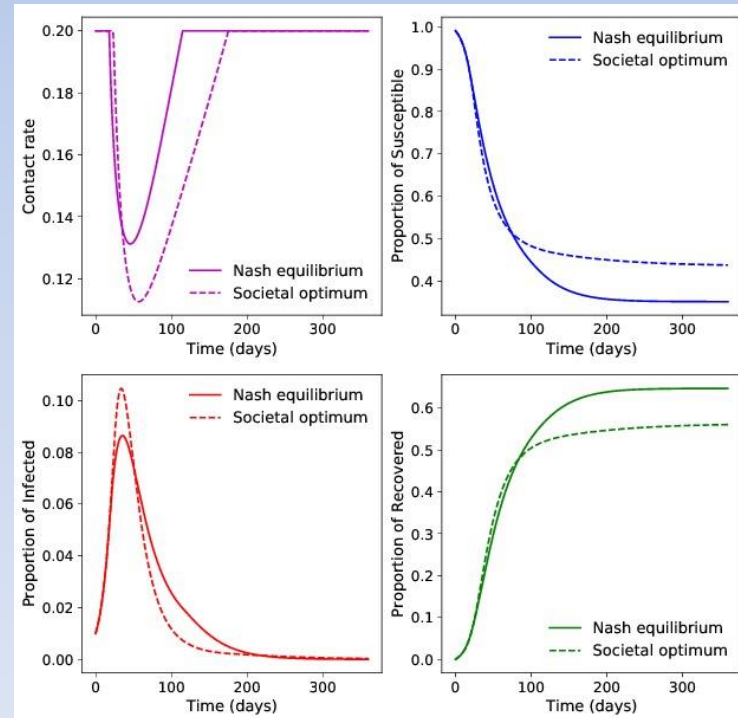 0.20
0.18
0.16
0.14
0.12
Contact rate
Nash equilibrium
Societal optimum
0 100 200 300
Time (days)
1.0
0.9
0.8
0.7
0.6
0.5
0.4
Proportion of Susceptible
Nash equilibrium
Societal optimum
0 100 200 300
Time (days)
0.10
0.08
0.06
0.04
0.02
0.00
Proportion of Infected
Nash equilibrium
Societal optimum
0 100 200 300
Time (days)
0.6
0.5
0.4
0.3
0.2
0.1
0.0
Proportion of Recovered
Nash equilibrium
Societal optimum
0 100 200 300
Time (days)